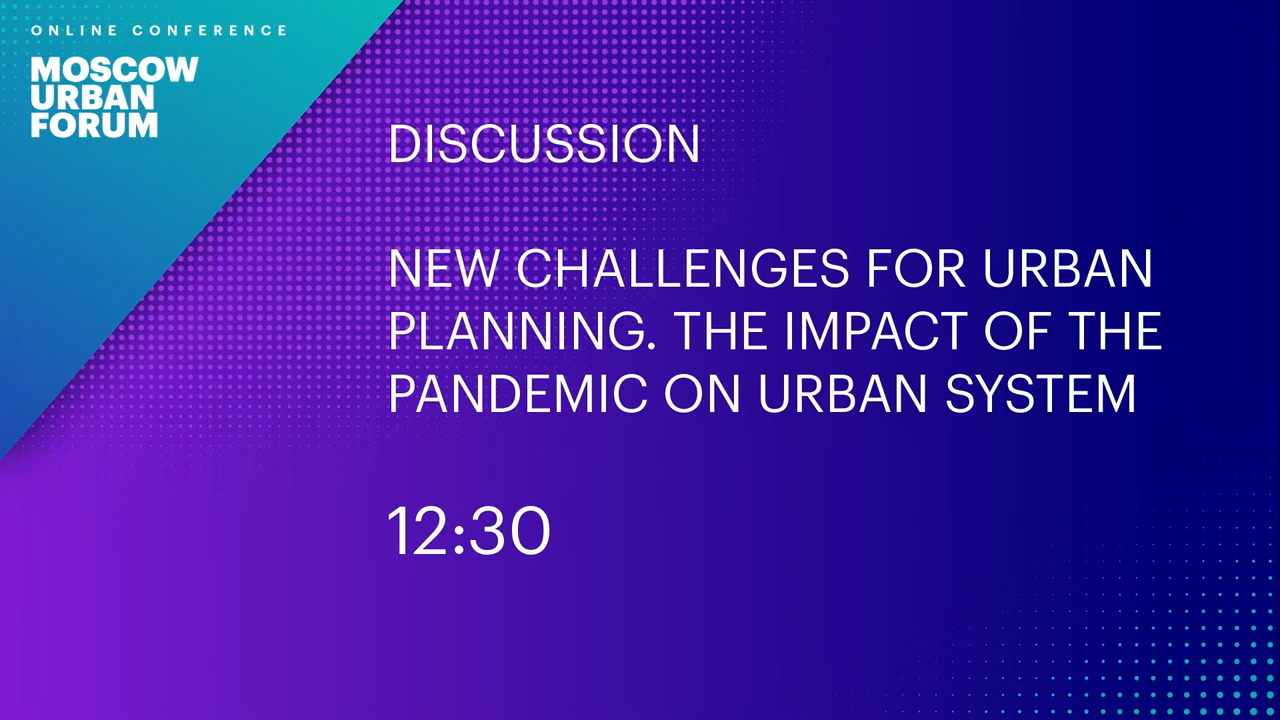 ONLINE CONFERENCE
MOSCOW
URBAN
FORUM
DISCUSSION
NEW CHALLENGES FOR URBAN
PLANNING. THE IMPACT OF THE
PANDEMIC ON URBAN SYSTEM
12:30